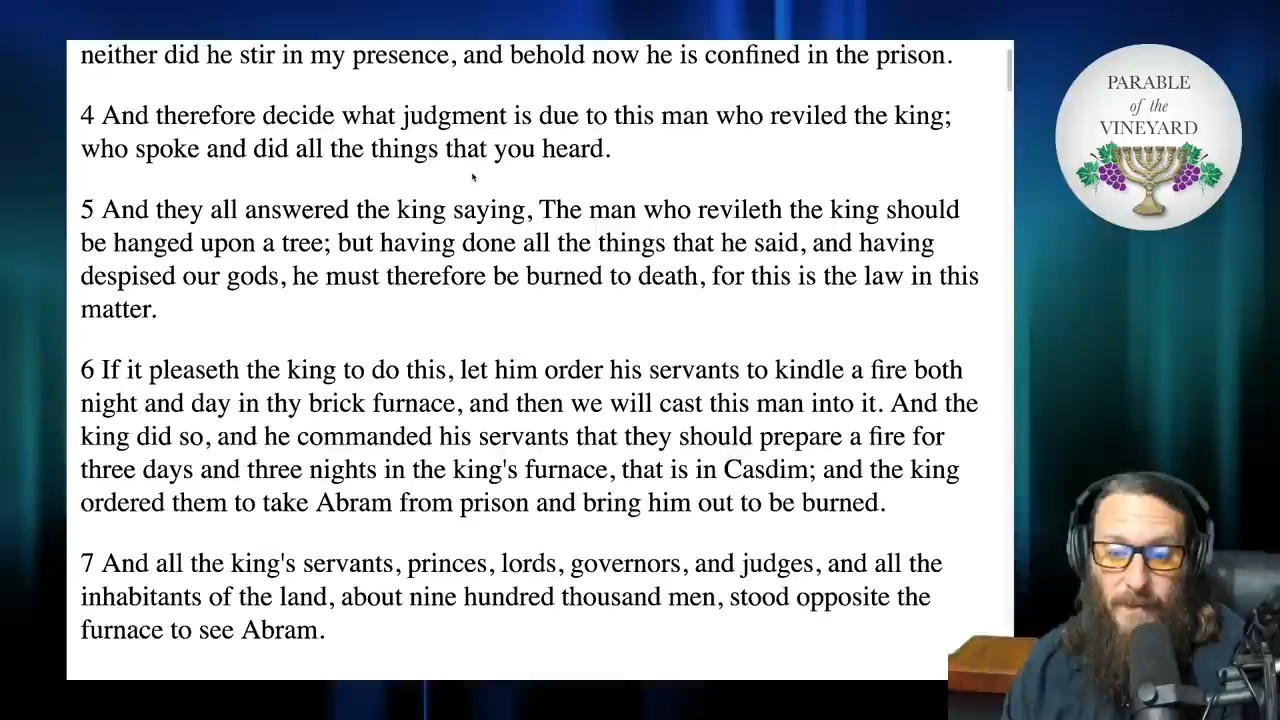 neither did he stir in my presence, and behold now he is confined in the prison.
4 And therefore decide what judgment is due to this man who reviled the king;
who spoke and did all the things that you heard.
5 And they all answered the king saying, The man who revileth the king should
be hanged upon a tree; but having done all the things that he said, and having
despised our gods, he must therefore be burned to death, for this is the law in this
matter.
6 If it pleaseth the king to do this, let him order his servants to kindle a fire both
night and day in thy brick furnace, and then we will cast this man into it. And the
king did so, and he commanded his servants that they should prepare a fire for
three days and three nights in the king's furnace, that is in Casdim; and the king
ordered them to take Abram from prison and bring him out to be burned.
7 And all the king's servants, princes, lords, governors, and judges, and all the
inhabitants of the land, about nine hundred thousand men, stood opposite the
furnace to see Abram.
PARABLE
of the
VINEYARD